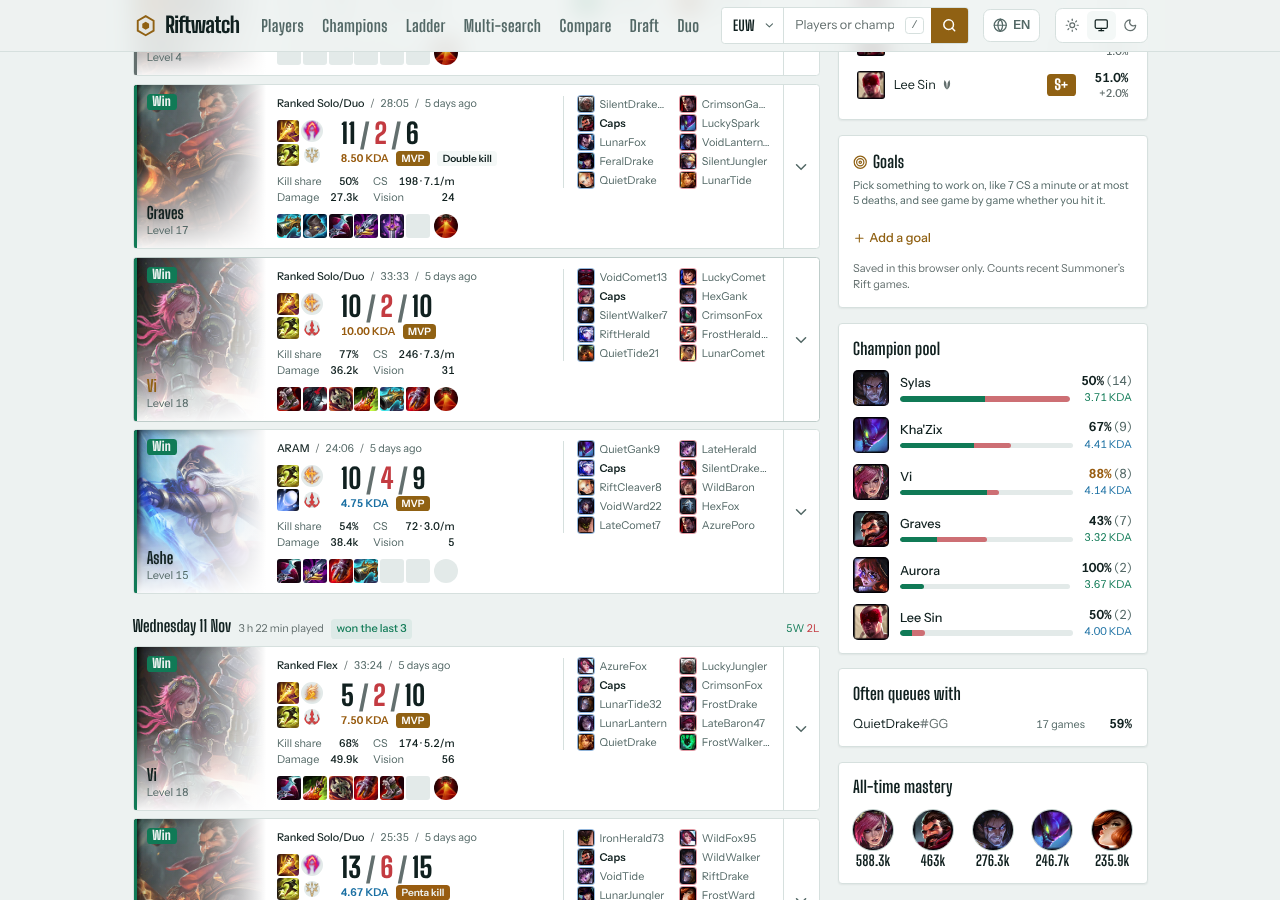 Riftwatch
Players
Champions
Ladder
Multi-search
Compare
Draft
Duo
EUW
Players or champ
/
EN
Level 4
Win
Graves
Level 17
Ranked Solo/Duo / 28:05 / 5 days ago
11 / 2 / 6
8.50 KDA MVP Double kill
Kill share 50% CS 198·7.1/m
Damage 27.3k Vision 24
SilentDrake...
Caps
LunarFox
FeralDrake
QuietDrake
CrimsonGa...
LuckySpark
VoidLantern...
SilentJungler
LunarTide
Win
Vi
Level 18
Ranked Solo/Duo / 33:33 / 5 days ago
10 / 2 / 10
10.00 KDA MVP
Kill share 77% CS 246·7.3/m
Damage 36.2k Vision 31
VoidComet13
Caps
SilentWalker7
RiftHerald
QuietTide21
LuckyComet
HexGank
CrimsonFox
FrostHerald...
LunarComet
Win
Ashe
Level 15
ARAM / 24:06 / 5 days ago
10 / 4 / 9
4.75 KDA MVP
Kill share 54% CS 72·3.0/m
Damage 38.4k Vision 5
QuietGank9
Caps
RiftCleaver8
VoidWard22
LateComet7
LateHerald
SilentDrake...
WildBaron
HexFox
AzurePoro
Wednesday 11 Nov 3 h 22 min played won the last 3 5W 2L
Win
Vi
Level 18
Ranked Flex / 33:24 / 5 days ago
5 / 2 / 10
7.50 KDA MVP
Kill share 68% CS 174·5.2/m
Damage 49.9k Vision 56
AzureFox
Caps
LunarTide32
LunarLantern
QuietDrake
LuckyJungler
CrimsonFox
FrostDrake
LateBaron47
FrostWalker...
Win
Ranked Solo/Duo / 25:35 / 5 days ago
13 / 6 / 15
4.67 KDA Penta kill
IronHerald73
Caps
VoidTide
LunarJungler
WildFox95
WildWalker
RiftDrake
FrostWard
1.0%
Lee Sin S+ 51.0%
+2.0%
Goals
Pick something to work on, like 7 CS a minute or at most
5 deaths, and see game by game whether you hit it.
+ Add a goal
Saved in this browser only. Counts recent Summoner's
Rift games.
Champion pool
Sylas 50% (14)
3.71 KDA
Kha'Zix 67% (9)
4.41 KDA
Vi 88% (8)
4.14 KDA
Graves 43% (7)
3.32 KDA
Aurora 100% (2)
3.67 KDA
Lee Sin 50% (2)
4.00 KDA
Often queues with
QuietDrake#GG 17 games 59%
All-time mastery
588.3k 463k 276.3k 246.7k 235.9k